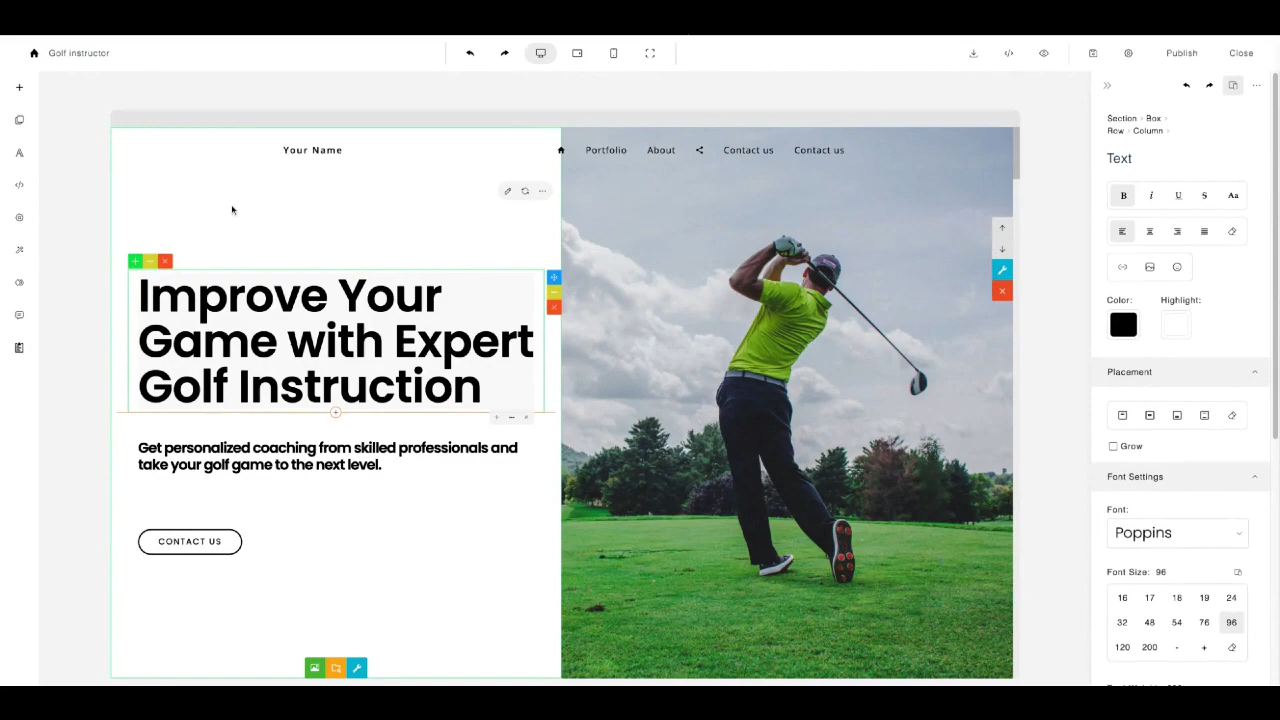 Golf instructor
Publish
Close
Your Name
Portfolio
About
Contact us
Contact us
Improve Your
Game with Expert
Golf Instruction
Get personalized coaching from skilled professionals and
take your golf game to the next level.
CONTACT US
Section › Box ›
Row › Column ›
Text
B i U S Aa
Color: Highlight:
Placement
Grow
Font Settings
Font:
Poppins
Font Size: 96
16 17 18 19 24
32 48 54 76 96
120 200 - +